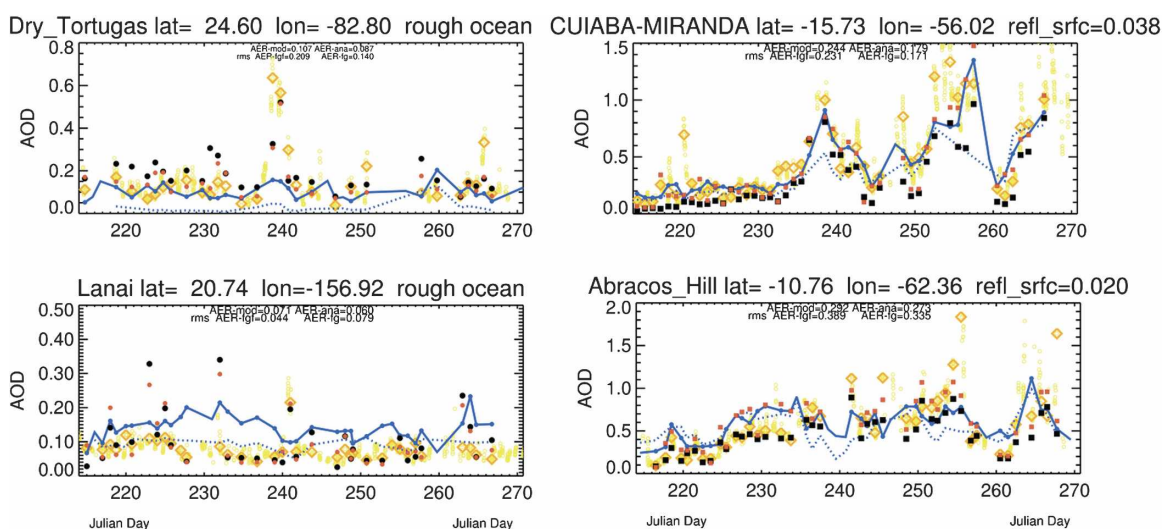 Dry_Tortugas lat= 24.60 lon= -82.80 rough ocean
AER-mod=0.107 AER-ana=0.087
rms AER-fgf=0.209 AER-fg=0.140
0.8
0.6
0.4
0.2
0.0
AOD
220 230 240 250 260 270
CUIABA-MIRANDA lat= -15.73 lon= -56.02 refl_srfc=0.038
AER-mod=0.244 AER-ana=0.179
rms AER-fgf=0.231 AER-fg=0.171
1.5
1.0
0.5
0.0
AOD
220 230 240 250 260 270
Lanai lat= 20.74 lon=-156.92 rough ocean
AER-mod=0.071 AER-ana=0.060
rms AER-fgf=0.044 AER-fg=0.079
0.50
0.40
0.30
0.20
0.10
0.00
AOD
220 230 240 250 260 270
Julian Day Julian Day
Abracos_Hill lat= -10.76 lon= -62.36 refl_srfc=0.020
AER-mod=0.292 AER-ana=0.273
rms AER-fgf=0.389 AER-fg=0.335
2.0
1.5
1.0
0.5
0.0
AOD
220 230 240 250 260 270
Julian Day Julian Day